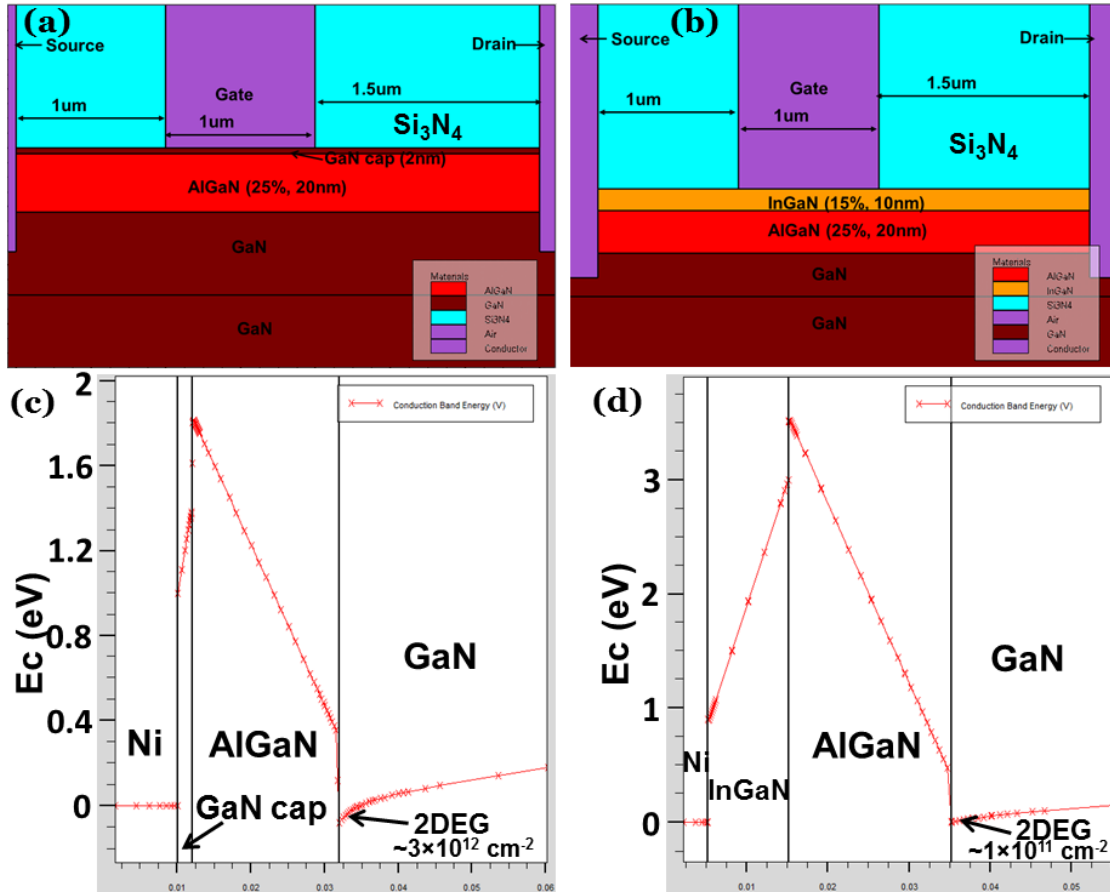 (a)
Source
Drain
Gate
1um
1um
1.5um
Si₃N₄
GaN cap (2nm)
AlGaN (25%, 20nm)
GaN
GaN
Materials
AlGaN
GaN
Si3N4
Air
Conductor
(b)
Source
Drain
Gate
1um
1um
1.5um
Si₃N₄
InGaN (15%, 10nm)
AlGaN (25%, 20nm)
GaN
GaN
Materials
AlGaN
InGaN
Si3N4
Air
GaN
Conductor
(c)
Conduction Band Energy (V)
Ec (eV)
2
1.6
1.2
0.8
0.4
0
Ni
AlGaN
GaN
GaN cap
2DEG
~3×10¹² cm⁻²
0.01
0.02
0.03
0.04
0.05
0.06
(d)
Conduction Band Energy (V)
Ec (eV)
3
2
1
0
Ni
InGaN
AlGaN
GaN
2DEG
~1×10¹¹ cm⁻²
0.01
0.02
0.03
0.04
0.05